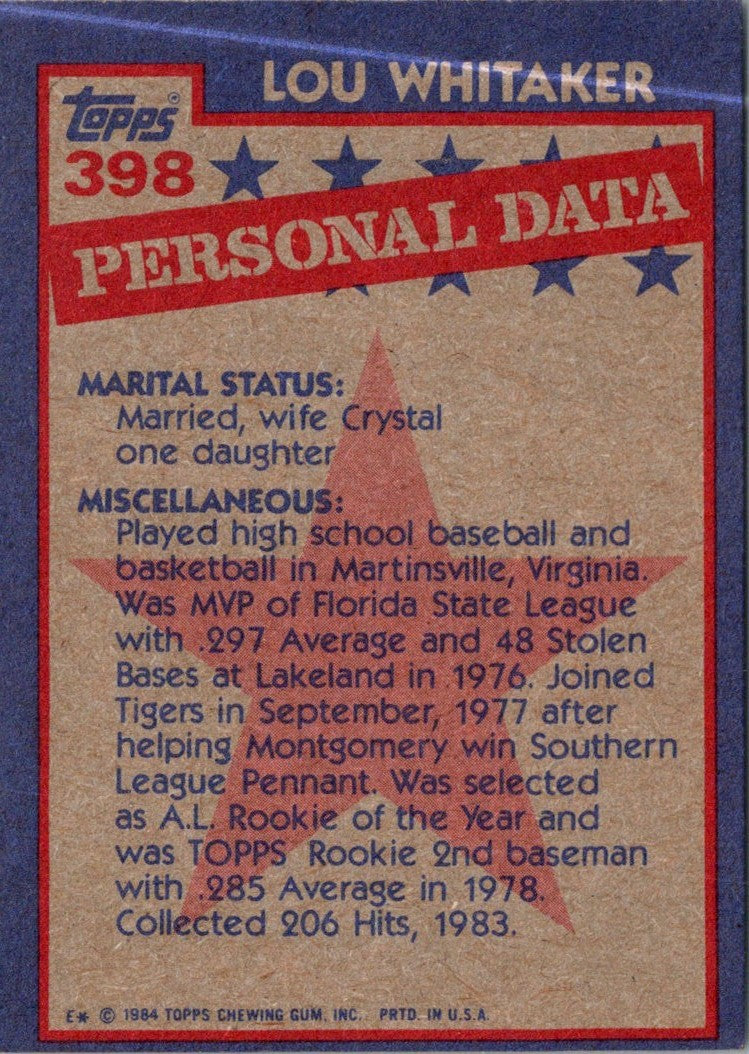 LOU WHITAKER
Topps®
398
PERSONAL DATA
MARITAL STATUS:
Married, wife Crystal
one daughter
MISCELLANEOUS:
Played high school baseball and
basketball in Martinsville, Virginia.
Was MVP of Florida State League
with .297 Average and 48 Stolen
Bases at Lakeland in 1976. Joined
Tigers in September, 1977 after
helping Montgomery win Southern
League Pennant. Was selected
as A.L. Rookie of the Year and
was TOPPS Rookie 2nd baseman
with .285 Average in 1978.
Collected 206 Hits, 1983.
E* © 1984 TOPPS CHEWING GUM, INC. PRTD. IN U.S.A.